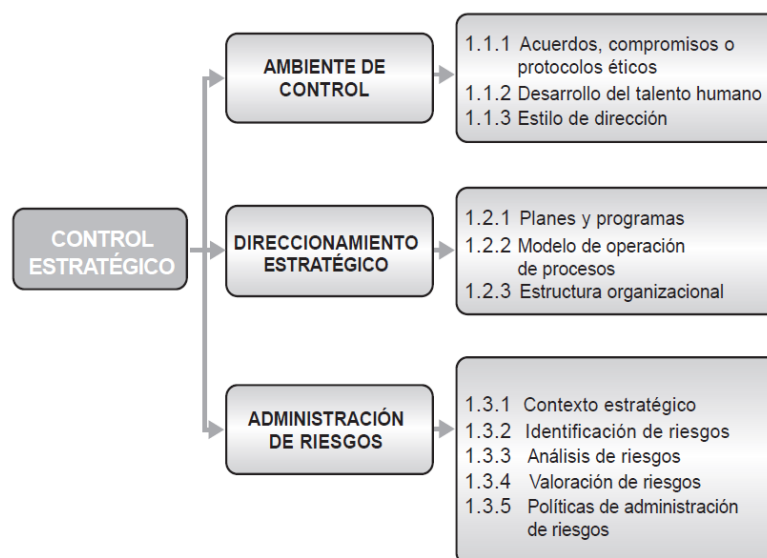 CONTROL
ESTRATÉGICO
AMBIENTE DE
CONTROL
1.1.1 Acuerdos, compromisos o
protocolos éticos
1.1.2 Desarrollo del talento humano
1.1.3 Estilo de dirección
DIRECCIONAMIENTO
ESTRATÉGICO
1.2.1 Planes y programas
1.2.2 Modelo de operación
de procesos
1.2.3 Estructura organizacional
ADMINISTRACIÓN
DE RIESGOS
1.3.1 Contexto estratégico
1.3.2 Identificación de riesgos
1.3.3 Análisis de riesgos
1.3.4 Valoración de riesgos
1.3.5 Políticas de administración
de riesgos